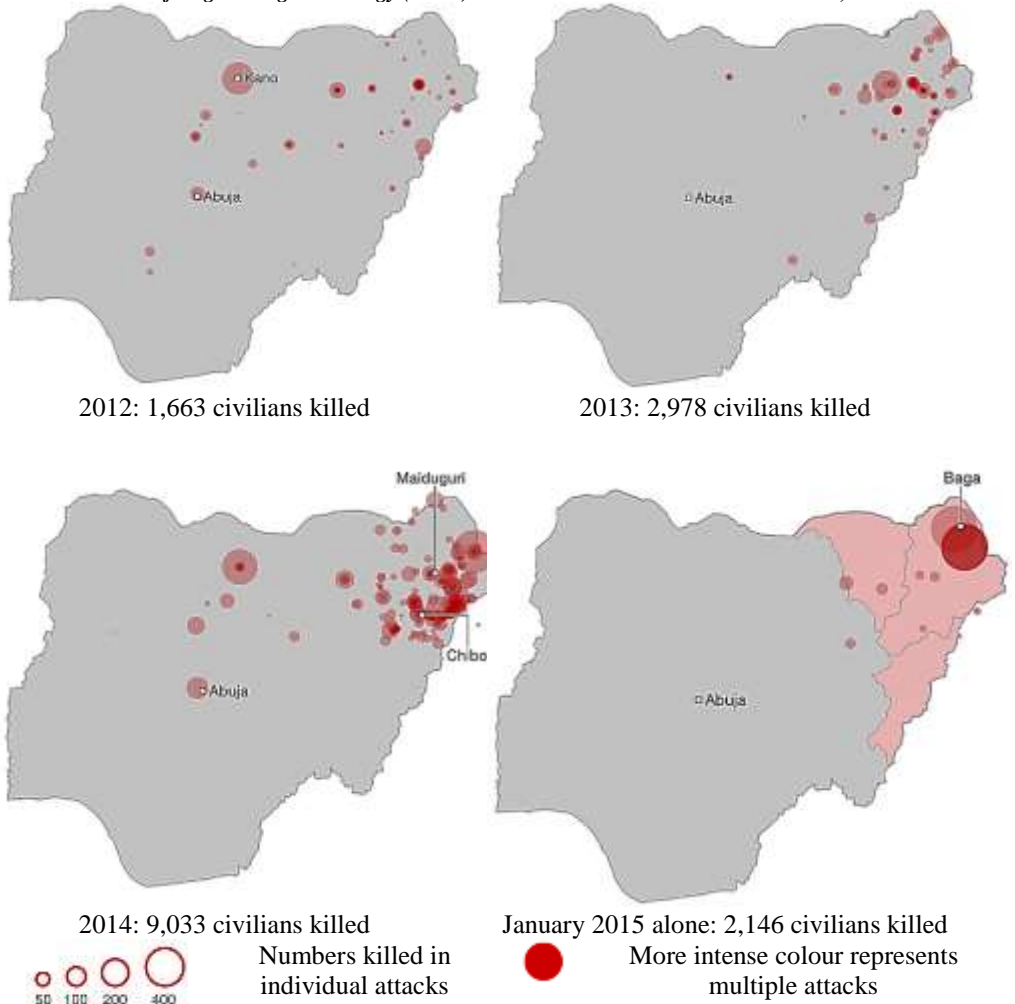 Kano
Abuja
Abuja
2012: 1,663 civilians killed
2013: 2,978 civilians killed
Maiduguri
Chibo
Abuja
Baga
Abuja
2014: 9,033 civilians killed
January 2015 alone: 2,146 civilians killed
50 100 200 400
Numbers killed in
individual attacks
More intense colour represents
multiple attacks